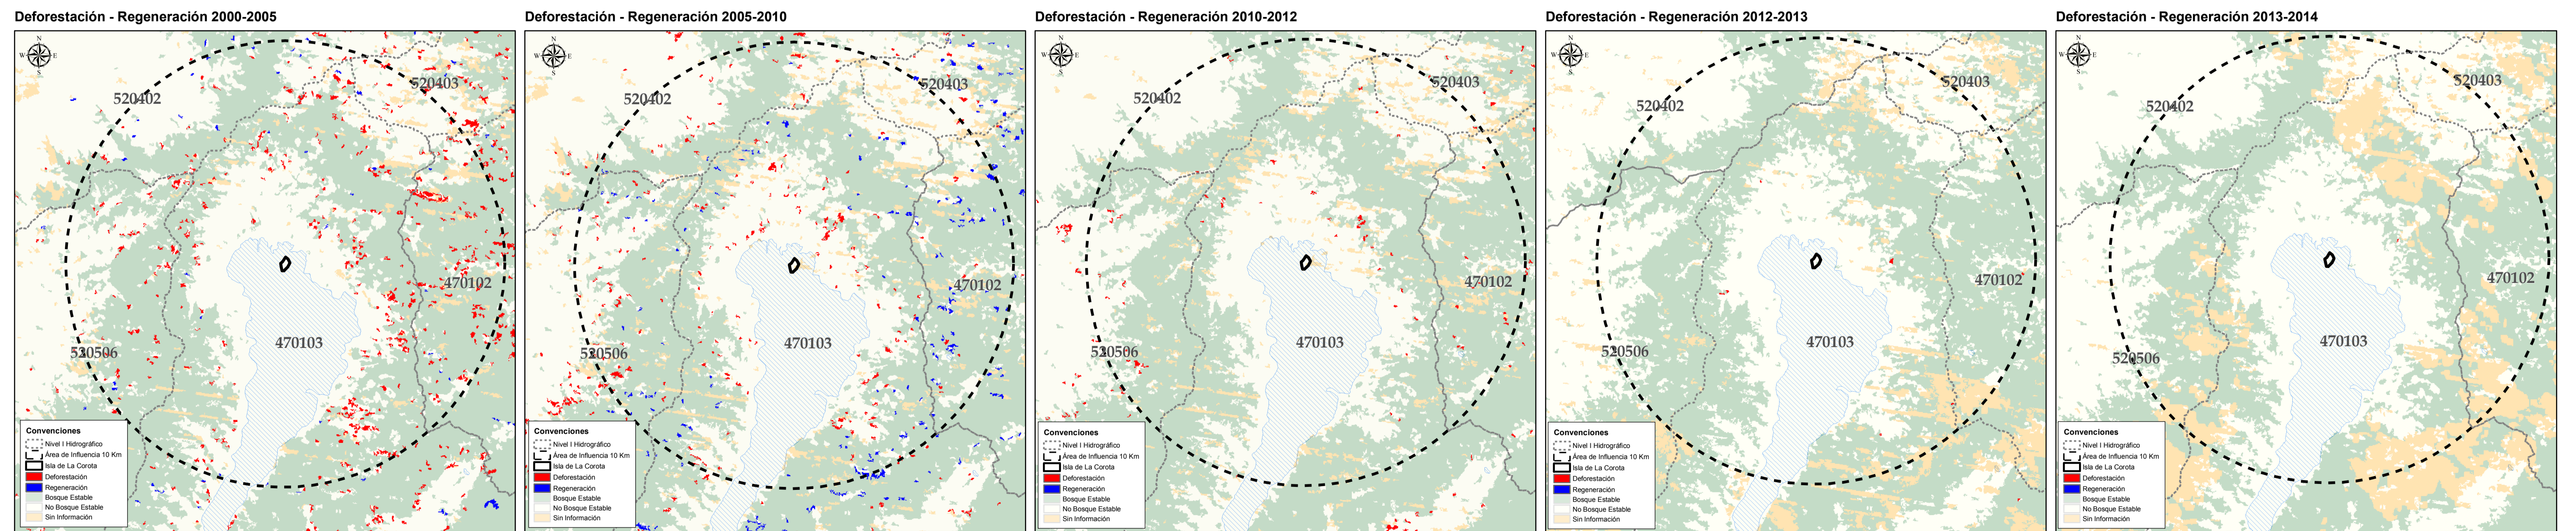 Deforestación - Regeneración 2000-2005
N
W E
S
520402
520403
470102
470103
520506
Convenciones
Nivel I Hidrográfico
Área de Influencia 10 Km
Isla de La Corota
Deforestación
Regeneración
Bosque Estable
No Bosque Estable
Sin Información
Deforestación - Regeneración 2005-2010
N
W E
S
520402
520403
470102
470103
520506
Convenciones
Nivel I Hidrográfico
Área de Influencia 10 Km
Isla de La Corota
Deforestación
Regeneración
Bosque Estable
No Bosque Estable
Sin Información
Deforestación - Regeneración 2010-2012
N
W E
S
520402
520403
470102
470103
520506
Convenciones
Nivel I Hidrográfico
Área de Influencia 10 Km
Isla de La Corota
Deforestación
Regeneración
Bosque Estable
No Bosque Estable
Sin Información
Deforestación - Regeneración 2012-2013
N
W E
S
520402
520403
470102
470103
520506
Convenciones
Nivel I Hidrográfico
Área de Influencia 10 Km
Isla de La Corota
Deforestación
Regeneración
Bosque Estable
No Bosque Estable
Sin Información
Deforestación - Regeneración 2013-2014
N
W E
S
520402
520403
470102
470103
520506
Convenciones
Nivel I Hidrográfico
Área de Influencia 10 Km
Isla de La Corota
Deforestación
Regeneración
Bosque Estable
No Bosque Estable
Sin Información